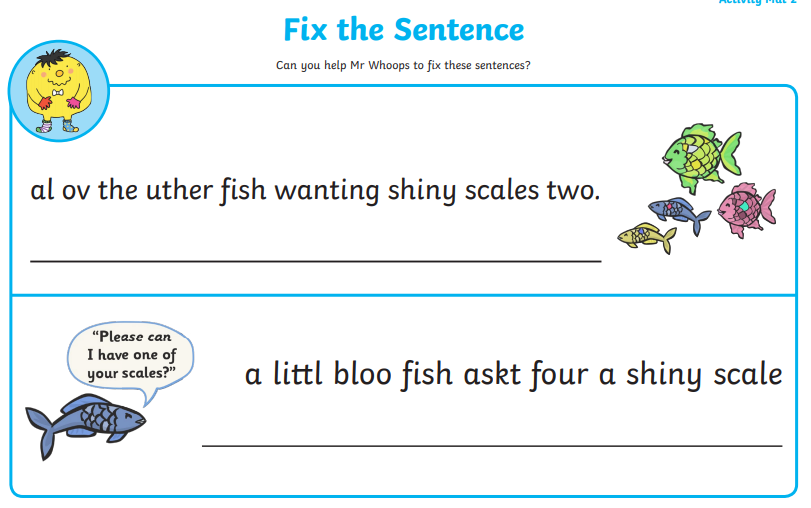 Activity Mat 2
Fix the Sentence
Can you help Mr Whoops to fix these sentences?
al ov the uther fish wanting shiny scales two.
“Please can
I have one of
your scales?”
a littl bloo fish askt four a shiny scale